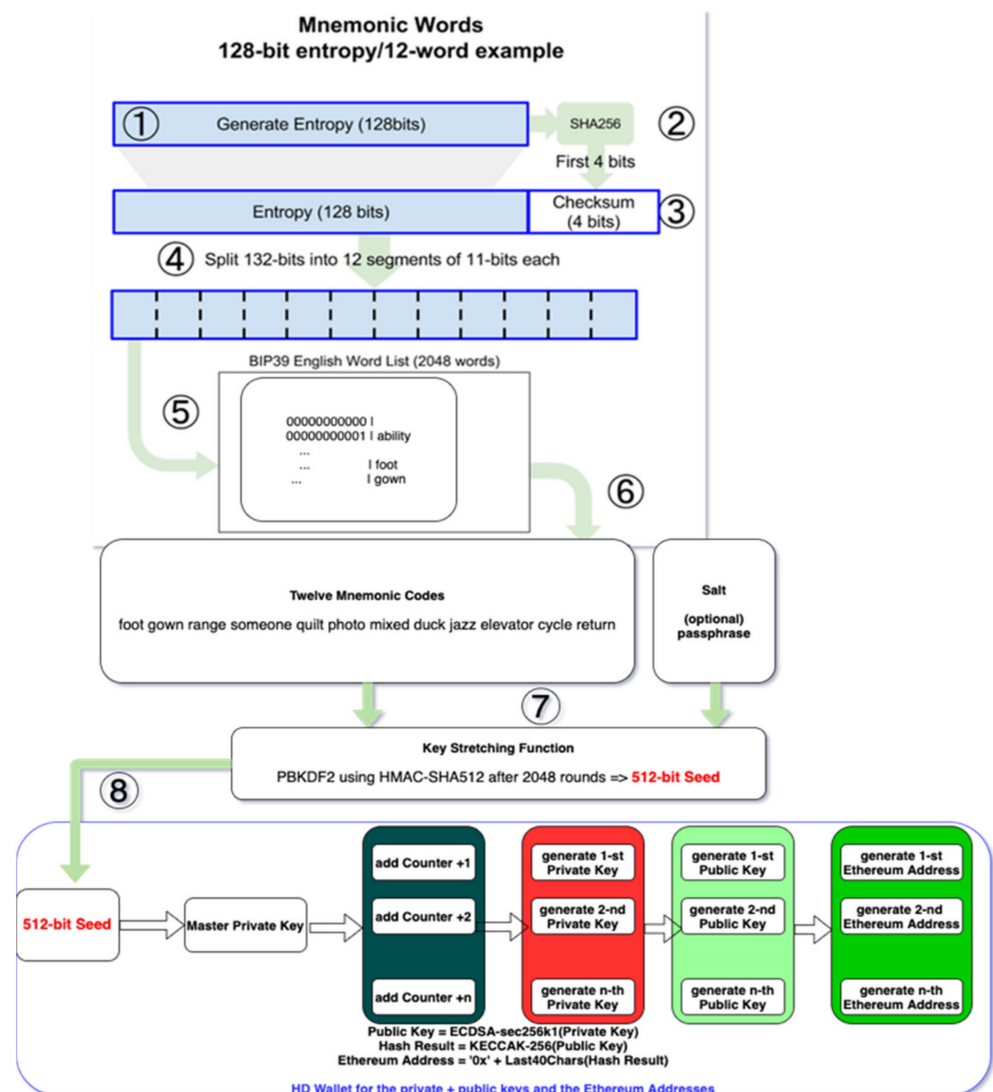 Mnemonic Words
128-bit entropy/12-word example
①
Generate Entropy (128bits)
SHA256
②
First 4 bits
Entropy (128 bits)
Checksum
(4 bits)
③
④
Split 132-bits into 12 segments of 11-bits each
BIP39 English Word List (2048 words)
⑤
00000000000 |
00000000001 | ability
...
... | foot
... | gown
⑥
Twelve Mnemonic Codes
foot gown range someone quilt photo mixed duck jazz elevator cycle return
Salt
(optional)
passphrase
⑦
Key Stretching Function
PBKDF2 using HMAC-SHA512 after 2048 rounds => 512-bit Seed
⑧
512-bit Seed
Master Private Key
add Counter +1
add Counter +2
add Counter +n
generate 1-st
Private Key
generate 2-nd
Private Key
generate n-th
Private Key
generate 1-st
Public Key
generate 2-nd
Public Key
generate n-th
Public Key
generate 1-st
Ethereum Address
generate 2-nd
Ethereum Address
generate n-th
Ethereum Address
Public Key = ECDSA-sec256k1(Private Key)
Hash Result = KECCAK-256(Public Key)
Ethereum Address = '0x' + Last40Chars(Hash Result)
HD Wallet for the private + public keys and the Ethereum Addresses